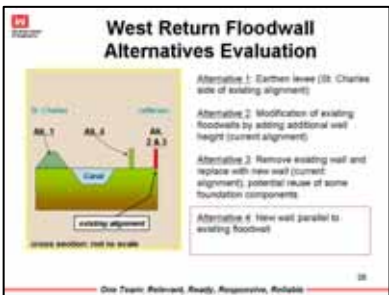 West Return Floodwall
Alternatives Evaluation
St. Charles
Jefferson
Alt. 1
Alt. 4
Alt.
2 & 3
Canal
existing alignment
cross section: not to scale
Alternative 1: Earthen levee (St. Charles
side of existing alignment)
Alternative 2: Modification of existing
floodwalls by adding additional wall
height (current alignment)
Alternative 3: Remove existing wall and
replace with new wall (current
alignment), potential reuse of some
foundation components
Alternative 4: New wall parallel to
existing floodwall
One Team: Relevant, Ready, Responsive, Reliable